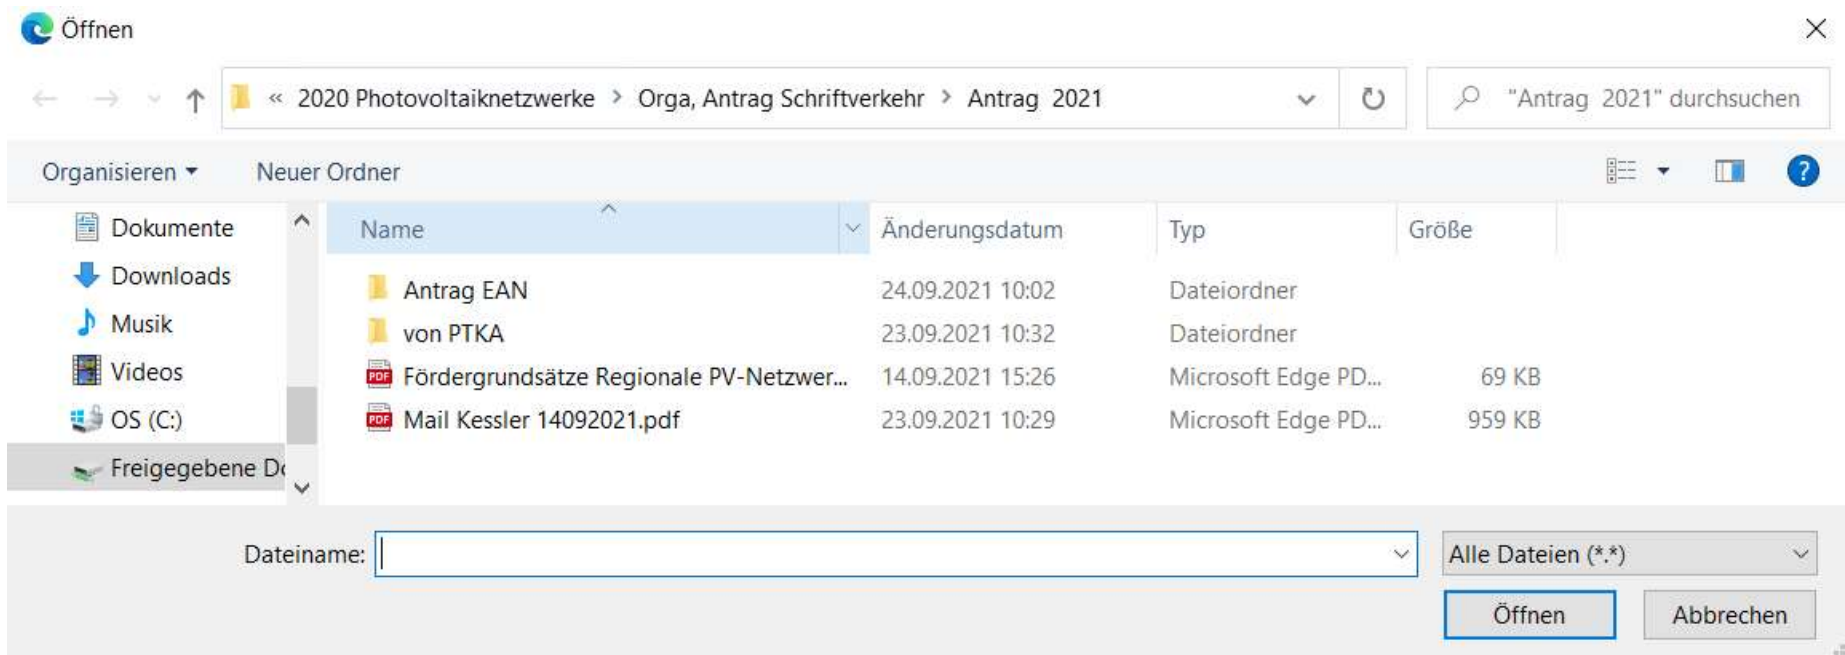 Öffnen
« 2020 Photovoltaiknetzwerke > Orga, Antrag Schriftverkehr > Antrag 2021
"Antrag 2021" durchsuchen
Organisieren Neuer Ordner
?
Dokumente
Downloads
Musik
Videos
OS (C:)
Freigegebene Do
Name Änderungsdatum Typ Größe
Antrag EAN 24.09.2021 10:02 Dateiordner
von PTKA 23.09.2021 10:32 Dateiordner
PDF Fördergrundsätze Regionale PV-Netzwer... 14.09.2021 15:26 Microsoft Edge PD... 69 KB
PDF Mail Kessler 14092021.pdf 23.09.2021 10:29 Microsoft Edge PD... 959 KB
Dateiname:
Alle Dateien (*.*)
Öffnen Abbrechen